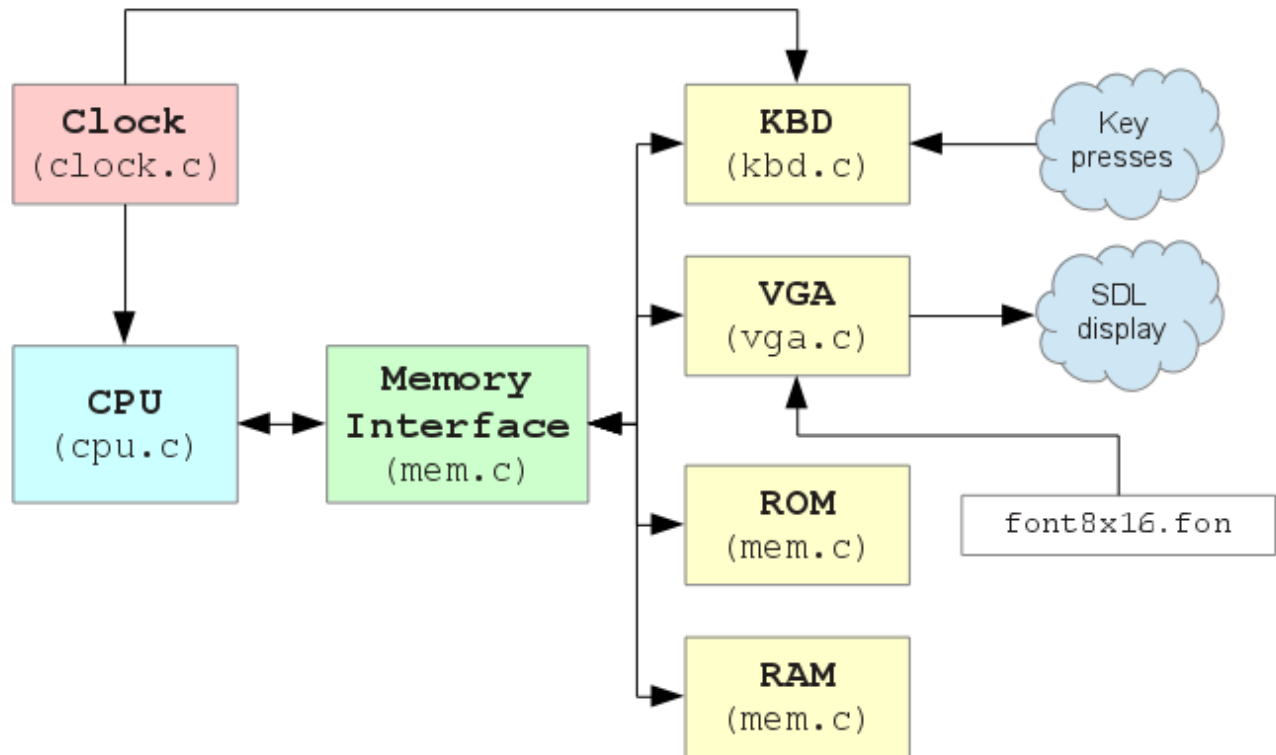 Clock
(clock.c)
KBD
(kbd.c)
Key
presses
VGA
(vga.c)
SDL
display
CPU
(cpu.c)
Memory
Interface
(mem.c)
ROM
(mem.c)
font8x16.fon
RAM
(mem.c)